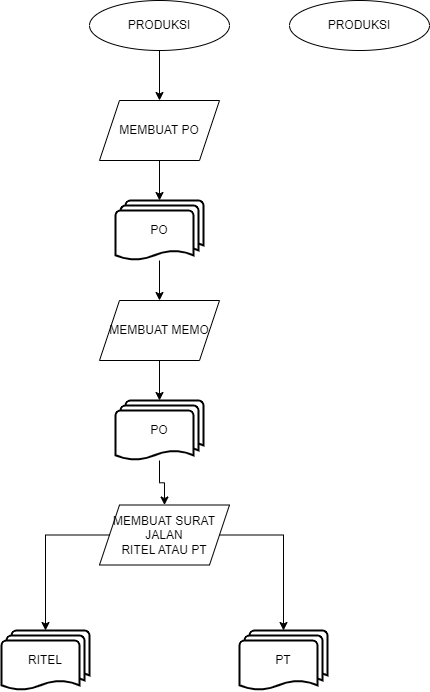 PRODUKSI
PRODUKSI
MEMBUAT PO
PO
MEMBUAT MEMO
PO
MEMBUAT SURAT
JALAN
RITEL ATAU PT
RITEL
PT